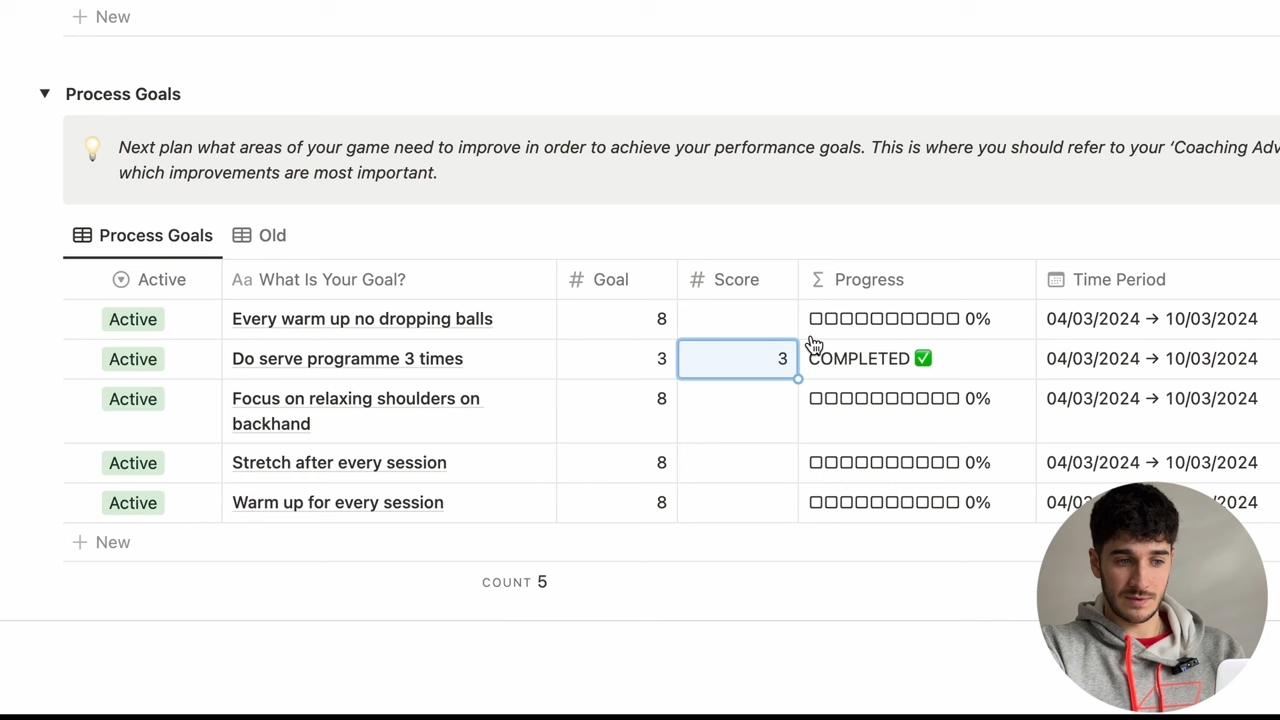 New
Process Goals
Next plan what areas of your game need to improve in order to achieve your performance goals. This is where you should refer to your ‘Coaching
which improvements are most important.
Process Goals Old
Active What Is Your Goal? Goal Score Progress Time Period
Active Every warm up no dropping balls 8 0% 04/03/2024 → 10/03/2024
Active Do serve programme 3 times 3 3 COMPLETED ✅ 04/03/2024 → 10/03/2024
Active Focus on relaxing shoulders on 8 0% 04/03/2024 → 10/03/2024
backhand
Active Stretch after every session 8 0% 04/03/2024 → 10/03/2024
Active Warm up for every session 8 0%
New
COUNT 5